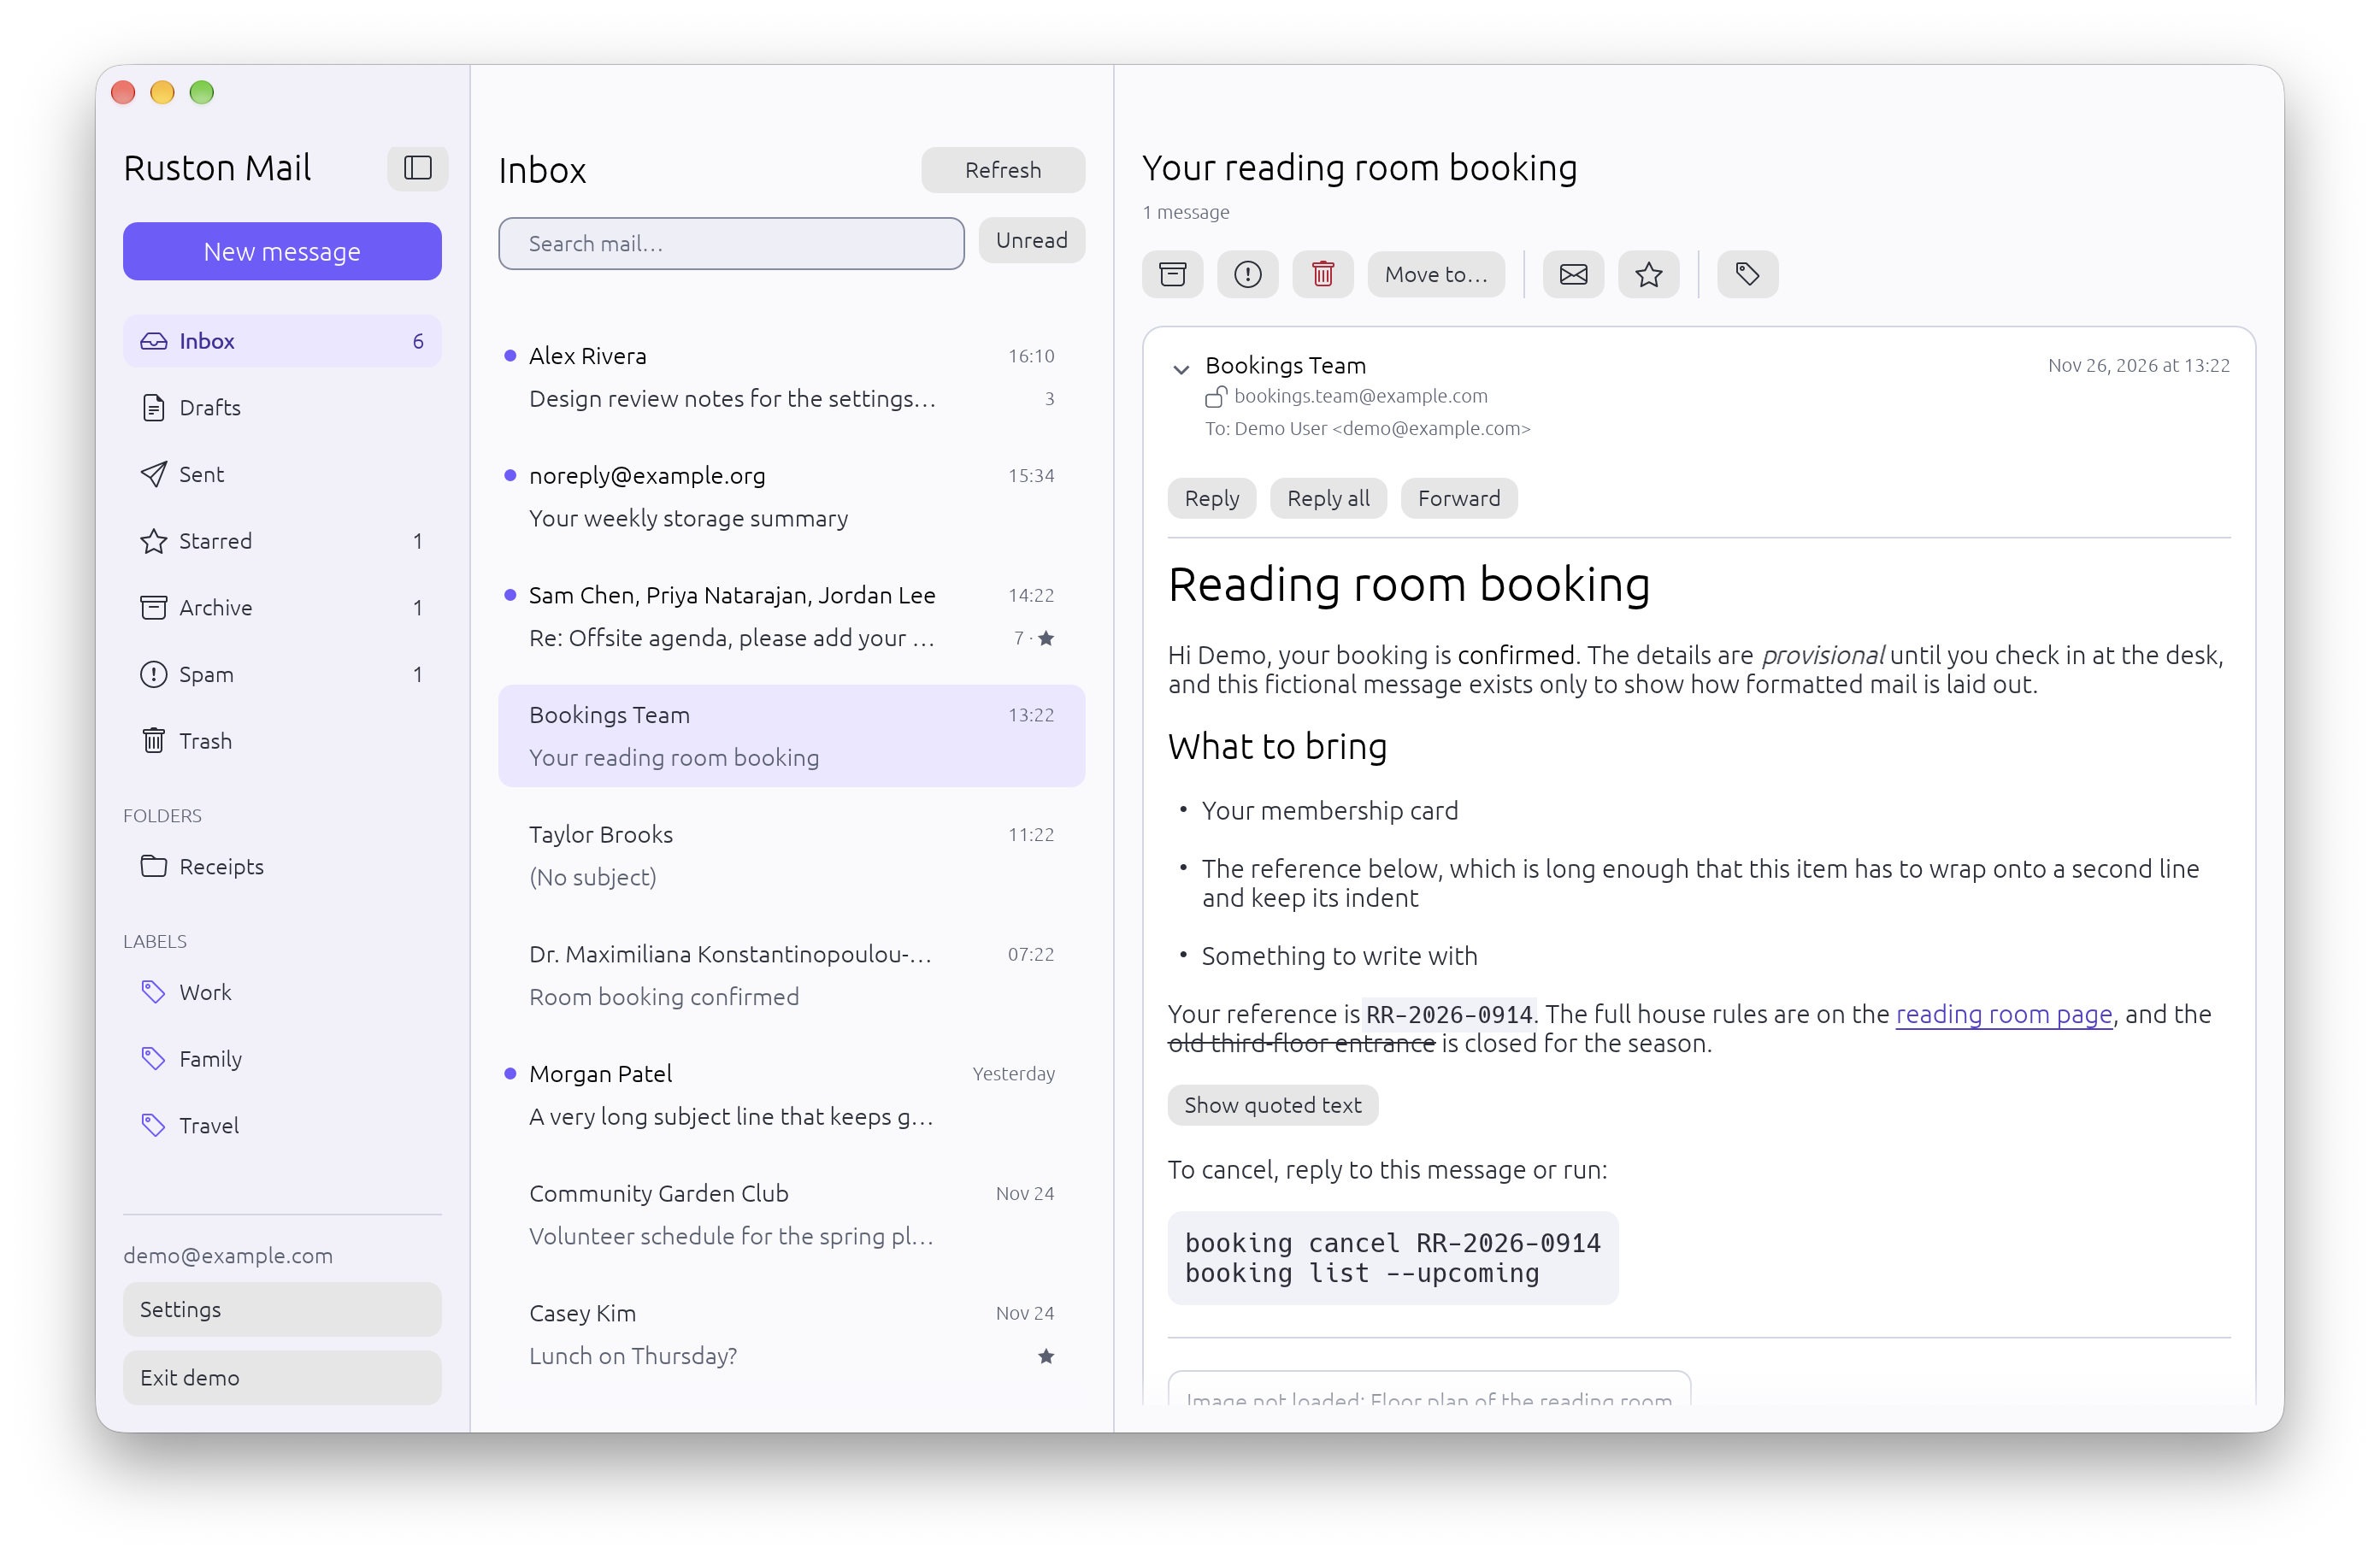 Ruston Mail
New message
Inbox 6
Drafts
Sent
Starred 1
Archive 1
Spam 1
Trash
FOLDERS
Receipts
LABELS
Work
Family
Travel
demo@example.com
Settings
Exit demo
Inbox
Refresh
Search mail…
Unread
Alex Rivera 16:10
Design review notes for the settings… 3
noreply@example.org 15:34
Your weekly storage summary
Sam Chen, Priya Natarajan, Jordan Lee 14:22
Re: Offsite agenda, please add your … 7 · ★
Bookings Team 13:22
Your reading room booking
Taylor Brooks 11:22
(No subject)
Dr. Maximiliana Konstantinopoulou-… 07:22
Room booking confirmed
Morgan Patel Yesterday
A very long subject line that keeps g…
Community Garden Club Nov 24
Volunteer schedule for the spring pl…
Casey Kim Nov 24
Lunch on Thursday? ★
Your reading room booking
1 message
Move to…
Bookings Team Nov 26, 2026 at 13:22
bookings.team@example.com
To: Demo User <demo@example.com>
Reply
Reply all
Forward
Reading room booking
Hi Demo, your booking is confirmed. The details are provisional until you check in at the desk,
and this fictional message exists only to show how formatted mail is laid out.
What to bring
• Your membership card
• The reference below, which is long enough that this item has to wrap onto a second line
and keep its indent
• Something to write with
Your reference is RR-2026-0914. The full house rules are on the reading room page, and the
old third-floor entrance is closed for the season.
Show quoted text
To cancel, reply to this message or run:
booking cancel RR-2026-0914
booking list --upcoming
Image not loaded: Floor plan of the reading room